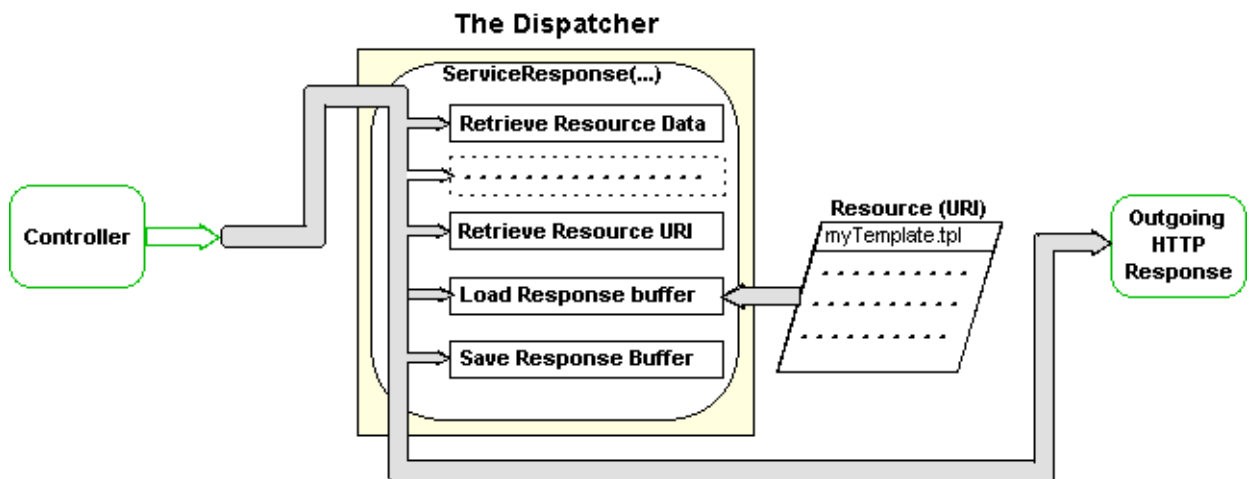 The Dispatcher
ServiceResponse(...)
Retrieve Resource Data
Retrieve Resource URI
Load Response buffer
Save Response Buffer
Controller
Resource (URI)
myTemplate.tpl
Outgoing
HTTP
Response